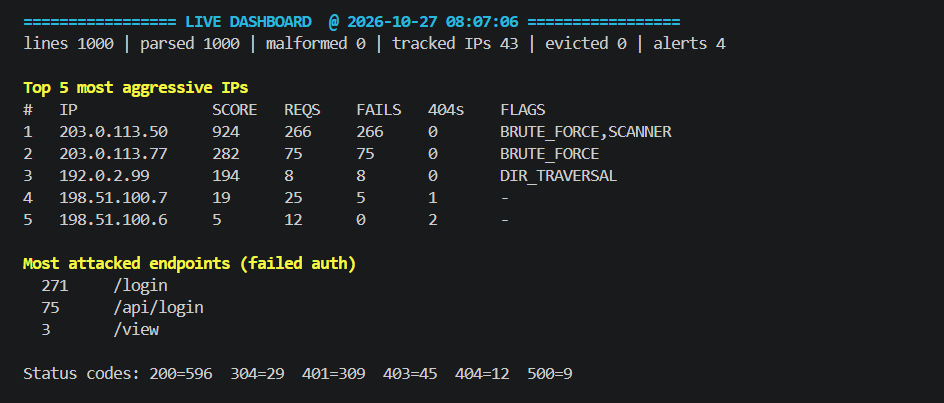 ================= LIVE DASHBOARD  @ 2026-10-27 08:07:06 =================
lines 1000 | parsed 1000 | malformed 0 | tracked IPs 43 | evicted 0 | alerts 4
Top 5 most aggressive IPs
#   IP               SCORE   REQS    FAILS   404s    FLAGS
1   203.0.113.50     924     266     266     0       BRUTE_FORCE,SCANNER
2   203.0.113.77     282     75      75      0       BRUTE_FORCE
3   192.0.2.99       194     8       8       0       DIR_TRAVERSAL
4   198.51.100.7     19      25      5       1       -
5   198.51.100.6     5       12      0       2       -
Most attacked endpoints (failed auth)
271     /login
75      /api/login
3       /view
Status codes: 200=596  304=29  401=309  403=45  404=12  500=9